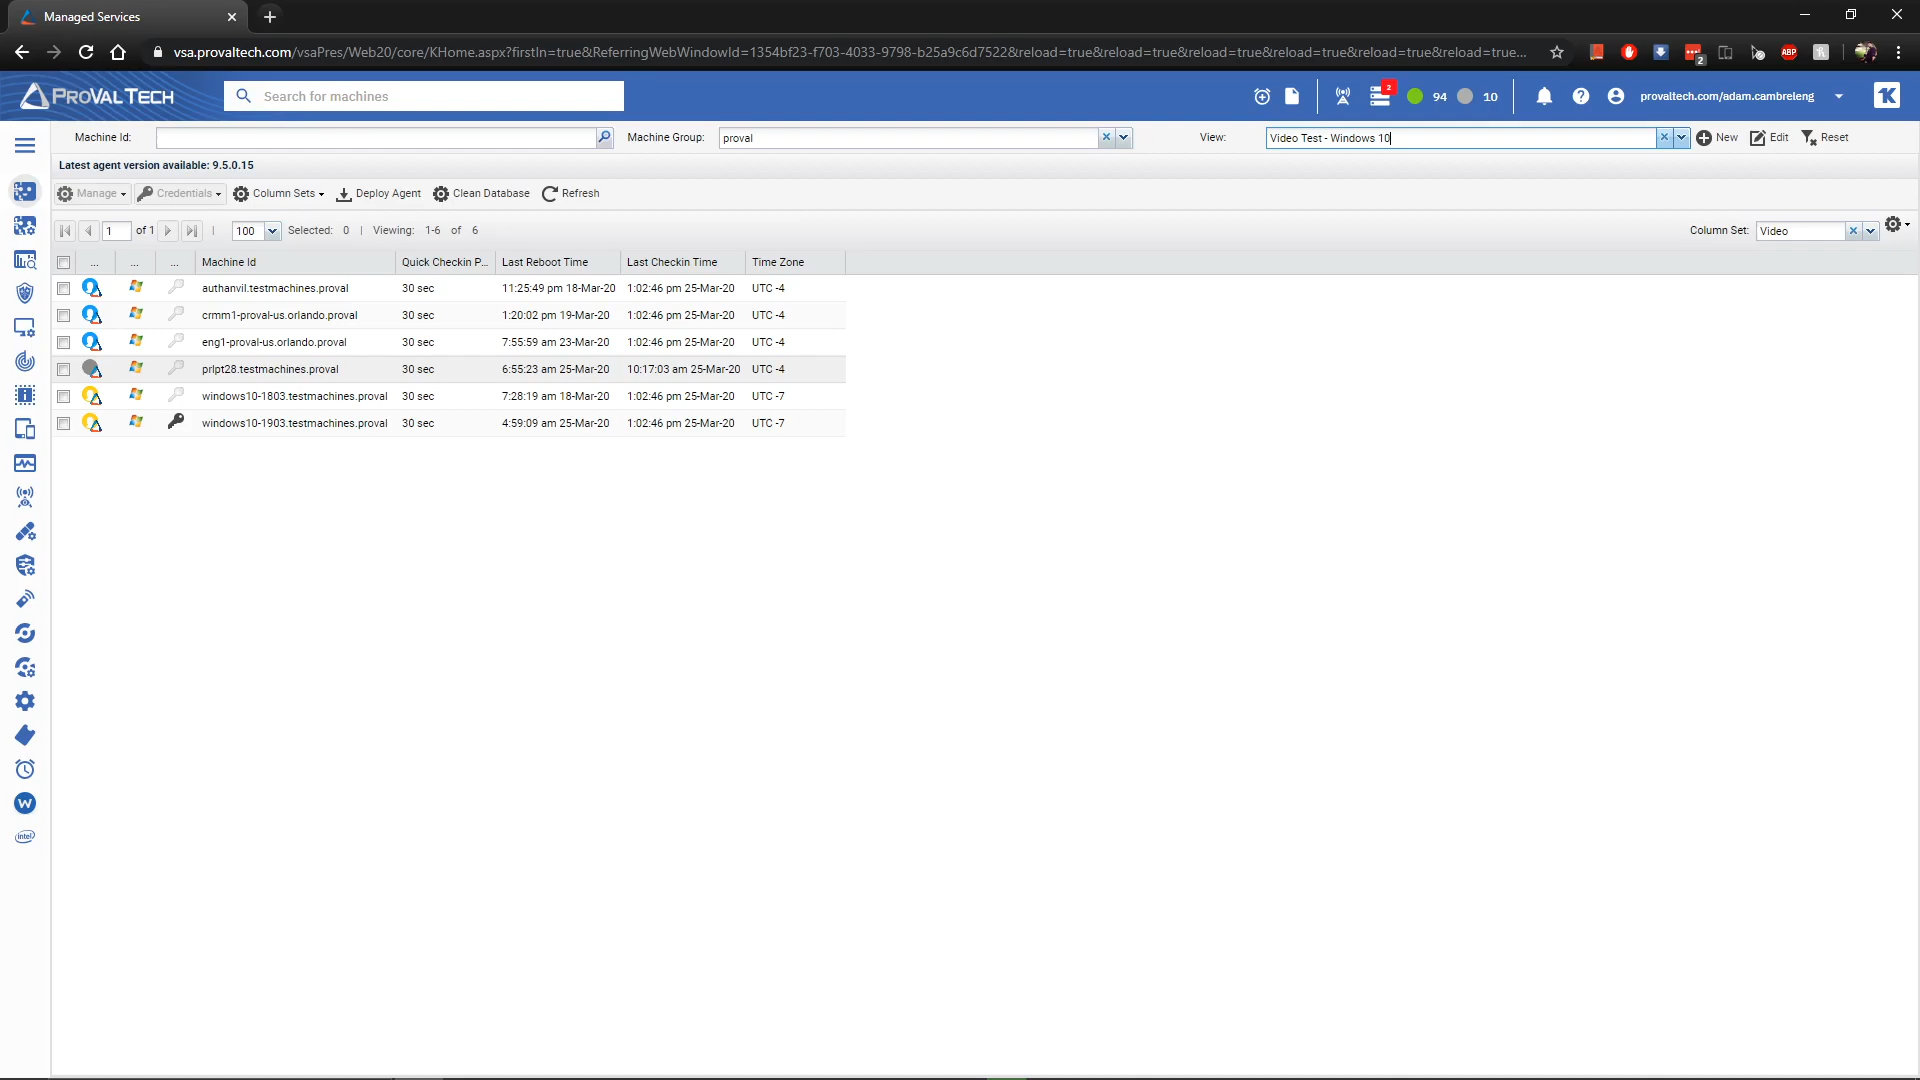 Managed Services
vsa.provaltech.com/vsaPres/Web20/core/KHome.aspx?firstIn=true&ReferringWebWindowId=1354bf23-f703-4033-9798-b25a9c6d7522&reload=true&reload=true&reload=true&reload=true&reload=true&reload=true...
2
ABP
PROVAL TECH
Search for machines
2
94
10
provaltech.com/adam.cambreleng
Machine Id:
Machine Group: proval
View: Video Test - Windows 10
New Edit Reset
Latest agent version available: 9.5.0.15
Manage Credentials Column Sets Deploy Agent Clean Database Refresh
1 of 1 | 100 Selected: 0 | Viewing: 1-6 of 6
Column Set: Video
... ... ... Machine Id Quick Checkin P... Last Reboot Time Last Checkin Time Time Zone
authanvil.testmachines.proval 30 sec 11:25:49 pm 18-Mar-20 1:02:46 pm 25-Mar-20 UTC -4
crmm1-proval-us.orlando.proval 30 sec 1:20:02 pm 19-Mar-20 1:02:46 pm 25-Mar-20 UTC -4
eng1-proval-us.orlando.proval 30 sec 7:55:59 am 23-Mar-20 1:02:46 pm 25-Mar-20 UTC -4
prlpt28.testmachines.proval 30 sec 6:55:23 am 25-Mar-20 10:17:03 am 25-Mar-20 UTC -4
windows10-1803.testmachines.proval 30 sec 7:28:19 am 18-Mar-20 1:02:46 pm 25-Mar-20 UTC -7
windows10-1903.testmachines.proval 30 sec 4:59:09 am 25-Mar-20 1:02:46 pm 25-Mar-20 UTC -7
W
intel